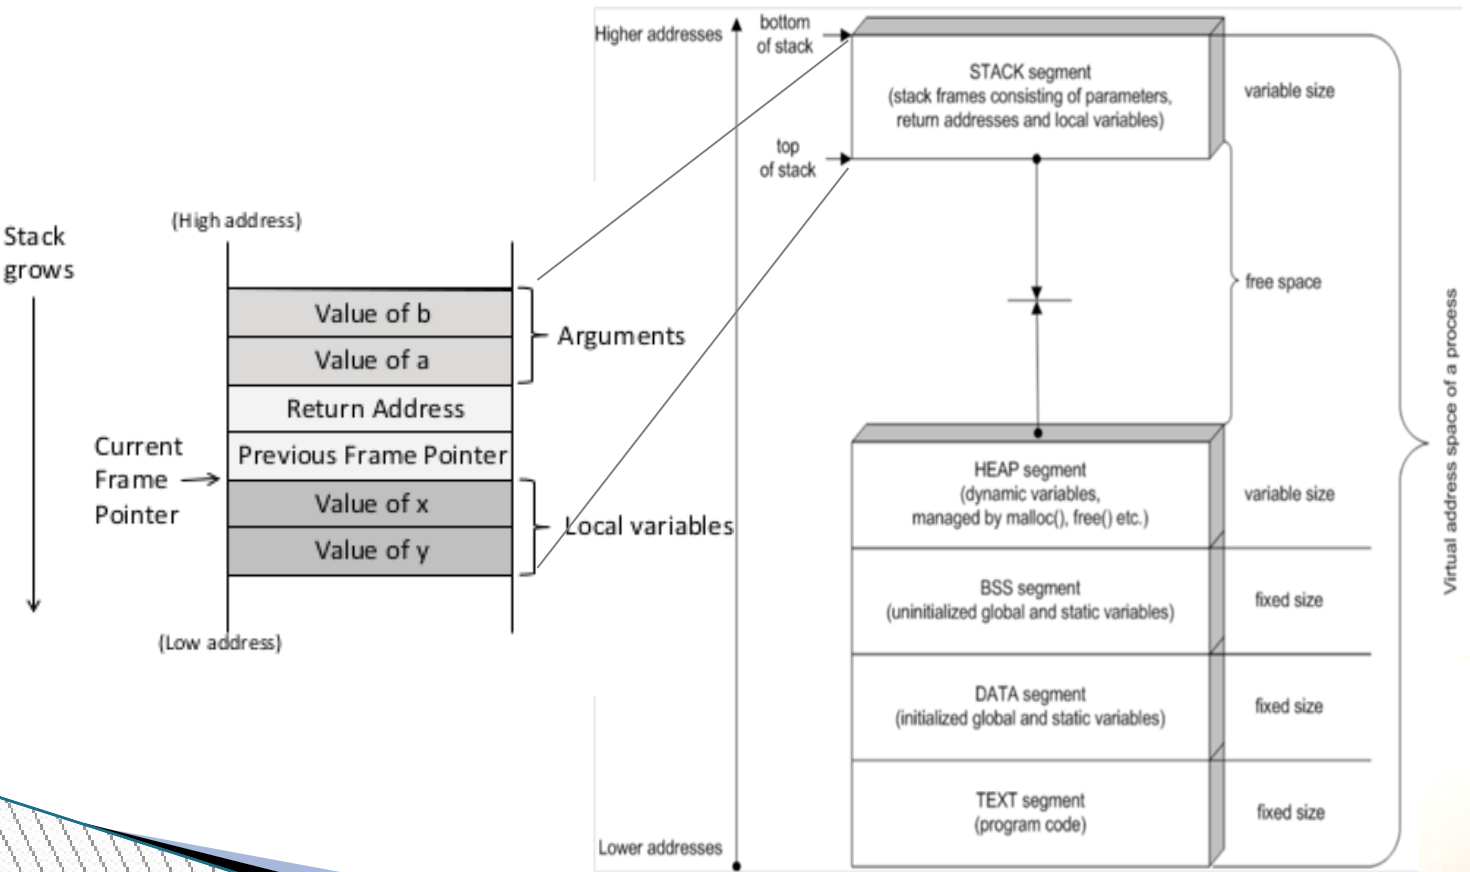 Stack
grows
(High address)
Value of b
Value of a
Arguments
Return Address
Previous Frame Pointer
Current
Frame
Pointer
Value of x
Value of y
Local variables
(Low address)
Higher addresses
bottom
of stack
top
of stack
STACK segment
(stack frames consisting of parameters,
return addresses and local variables)
variable size
free space
HEAP segment
(dynamic variables,
managed by malloc(), free() etc.)
variable size
BSS segment
(uninitialized global and static variables)
fixed size
DATA segment
(initialized global and static variables)
fixed size
TEXT segment
(program code)
fixed size
Lower addresses
Virtual address space of a process